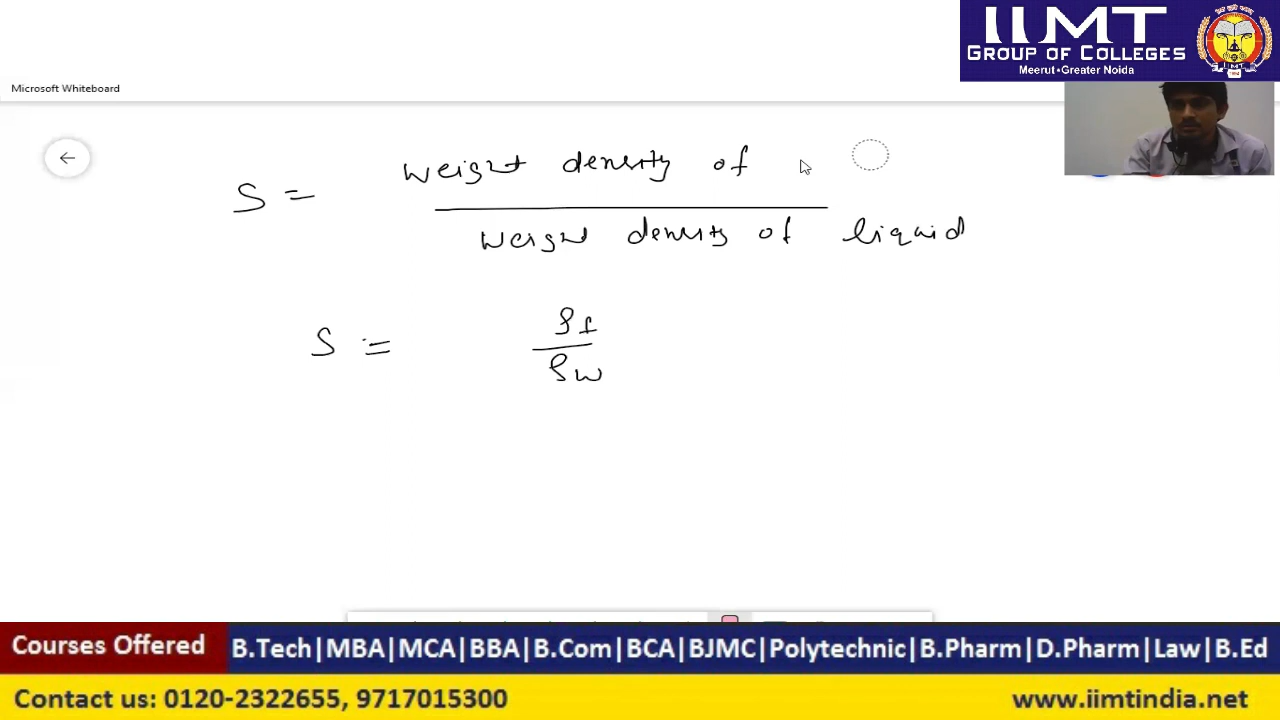 IIMT
GROUP OF COLLEGES
Meerut•Greater Noida
Microsoft Whiteboard
S = weight density of
weight density of liquid
S = ρf
ρw
Courses Offered
B.Tech|MBA|MCA|BBA|B.Com|BCA|BJMC|Polytechnic|B.Pharm|D.Pharm|Law|B.Ed
Contact us: 0120-2322655, 9717015300
www.iimtindia.net